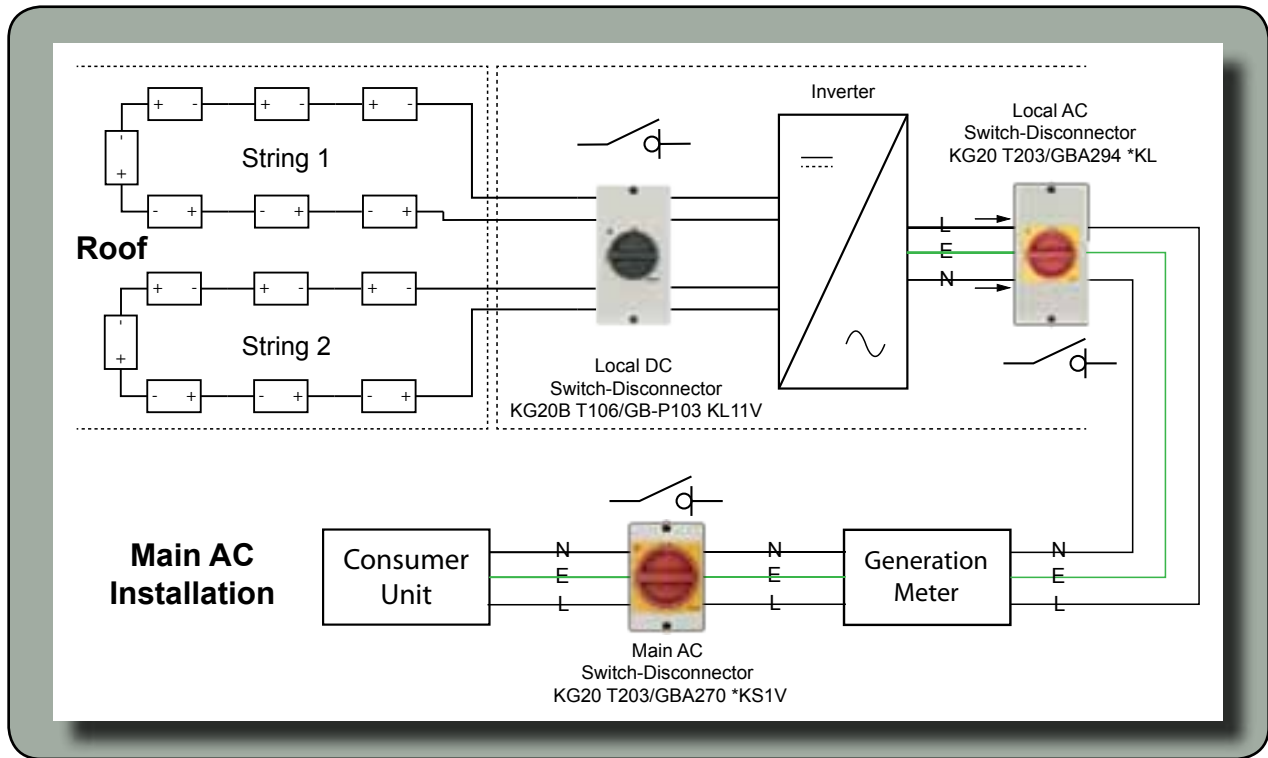 + - + - + -
-
+
String 1
- + - + - +
Roof
+ - + - + -
-
+
String 2
- + - + - +
Inverter
Local DC
Switch-Disconnector
KG20B T106/GB-P103 KL11V
Local AC
Switch-Disconnector
KG20 T203/GBA294 *KL
L
E
N
Main AC
Installation
Consumer
Unit
N N
E E
L L
Generation
Meter
N
E
L
Main AC
Switch-Disconnector
KG20 T203/GBA270 *KS1V